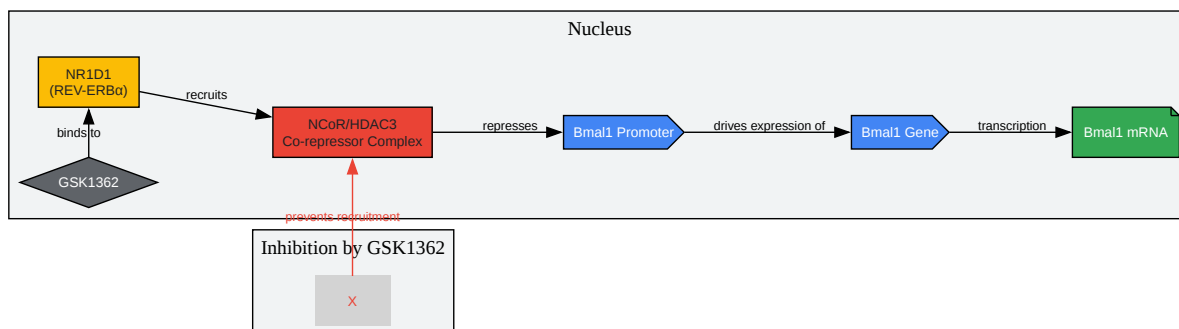 Nucleus
NR1D1
(REV-ERBα)
recruits
binds to
GSK1362
NCoR/HDAC3
Co-repressor Complex
represses
Bmal1 Promoter
drives expression of
Bmal1 Gene
transcription
Bmal1 mRNA
prevents recruitment
Inhibition by GSK1362
X